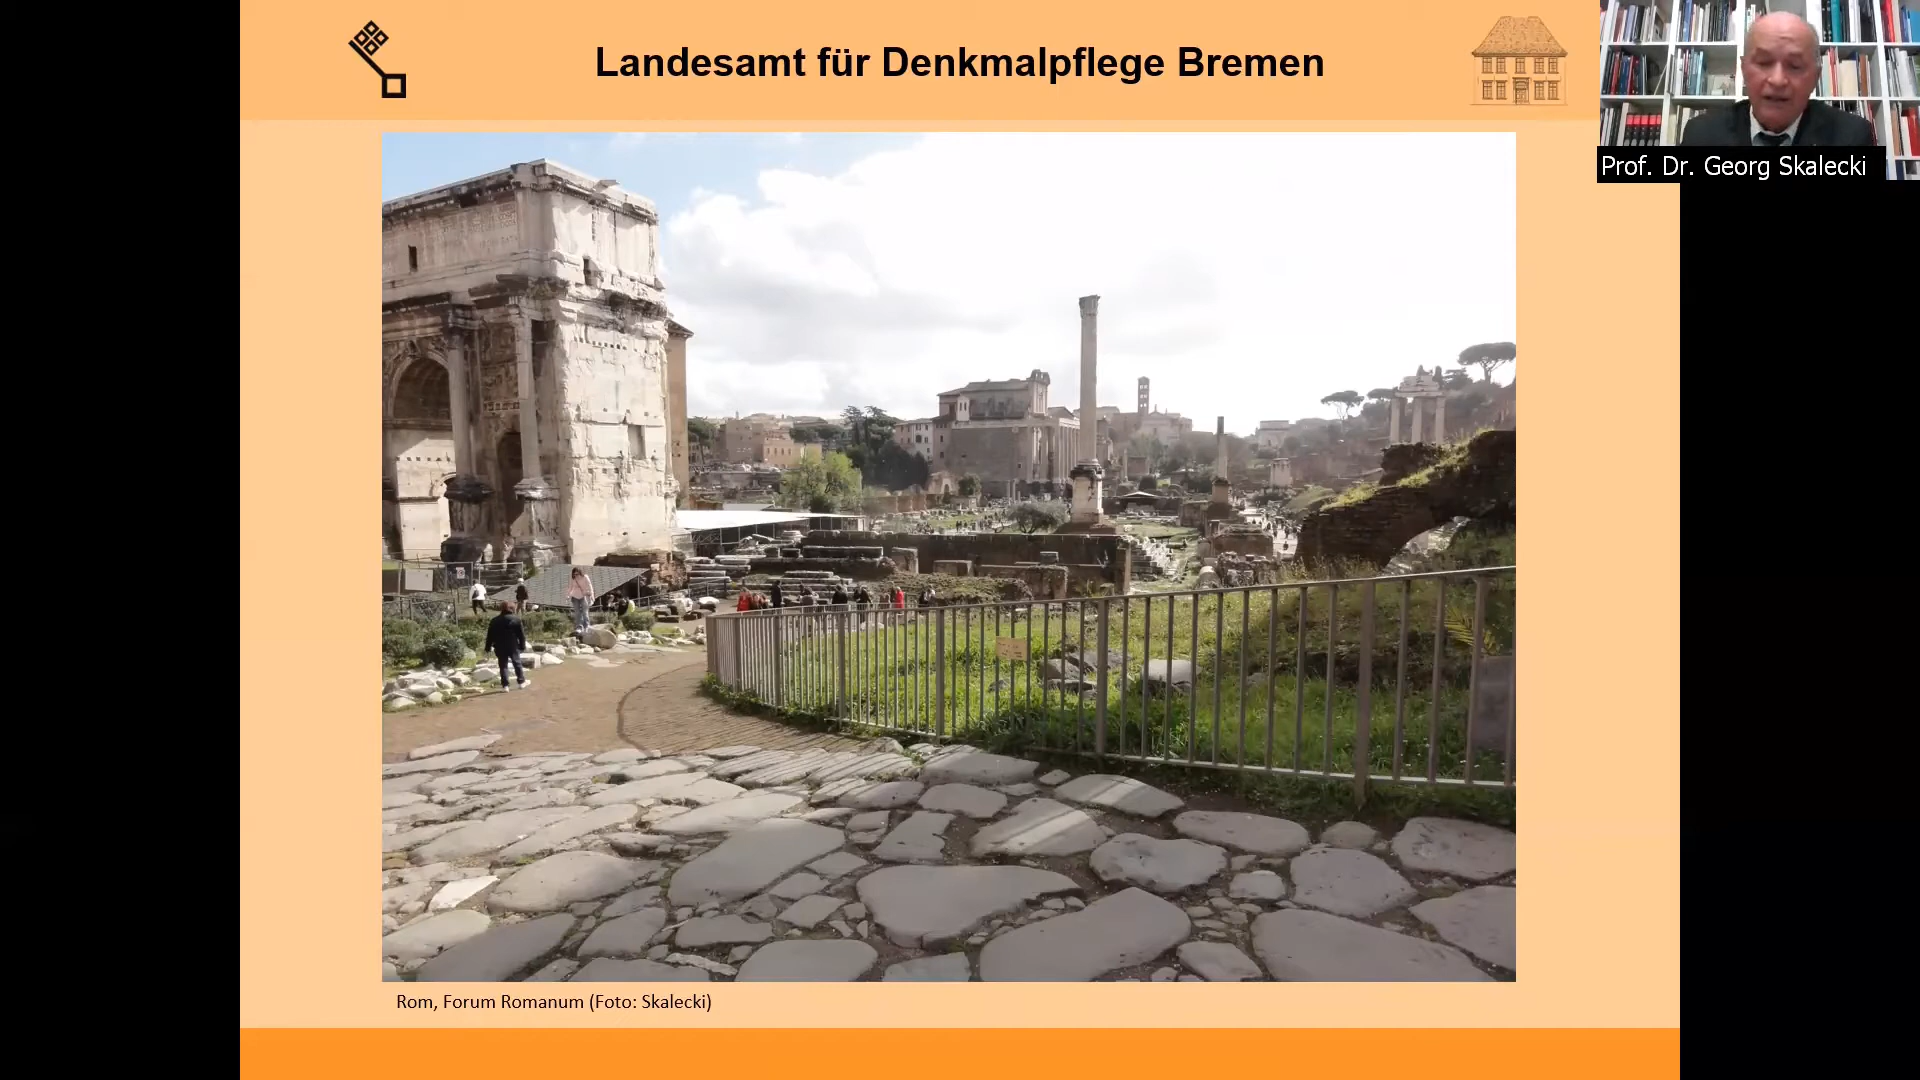 Landesamt für Denkmalpflege Bremen
Prof. Dr. Georg Skalecki
Rom, Forum Romanum (Foto: Skalecki)